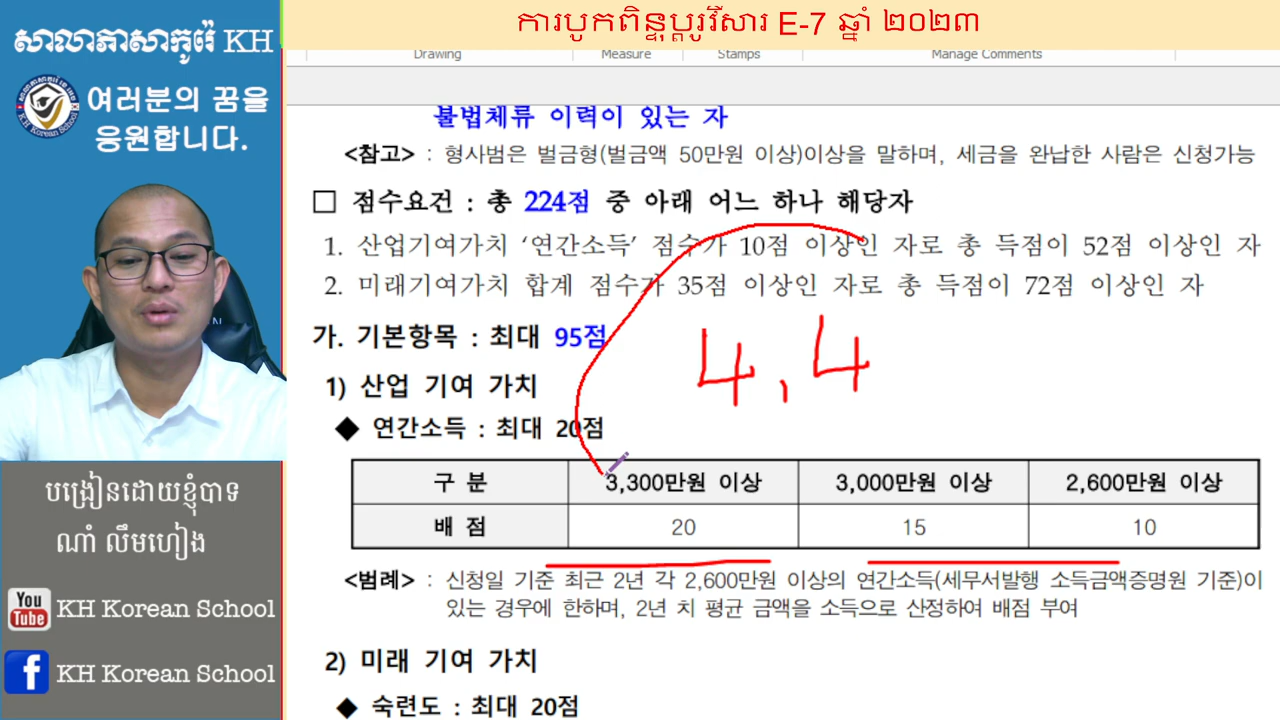 ការបូកពិន្ទុប្តូរវីសារ E-7 ឆ្នាំ ២០២៣
សាលាភាសាកូរ៉េ KH
KH Korean School
여러분의 꿈을
응원합니다.
Drawing Measure Stamps Manage Comments
불법체류 이력이 있는 자
<참고> : 형사범은 벌금형(벌금액 50만원 이상)이상을 말하며, 세금을 완납한 사람은 신청가능
□ 점수요건 : 총 224점 중 아래 어느 하나 해당자
1. 산업기여가치 ‘연간소득’ 점수가 10점 이상인 자로 총 득점이 52점 이상인 자
2. 미래기여가치 합계 점수가 35점 이상인 자로 총 득점이 72점 이상인 자
가. 기본항목 : 최대 95점
4,4
1) 산업 기여 가치
◆ 연간소득 : 최대 20점
구 분 3,300만원 이상 3,000만원 이상 2,600만원 이상
배 점 20 15 10
<범례> : 신청일 기준 최근 2년 각 2,600만원 이상의 연간소득(세무서발행 소득금액증명원 기준)이
있는 경우에 한하며, 2년 치 평균 금액을 소득으로 산정하여 배점 부여
2) 미래 기여 가치
◆ 숙련도 : 최대 20점
N
បង្រៀនដោយខ្ញុំបាទ
ណាំ លឹមហៀង
You
Tube
KH Korean School
f
KH Korean School